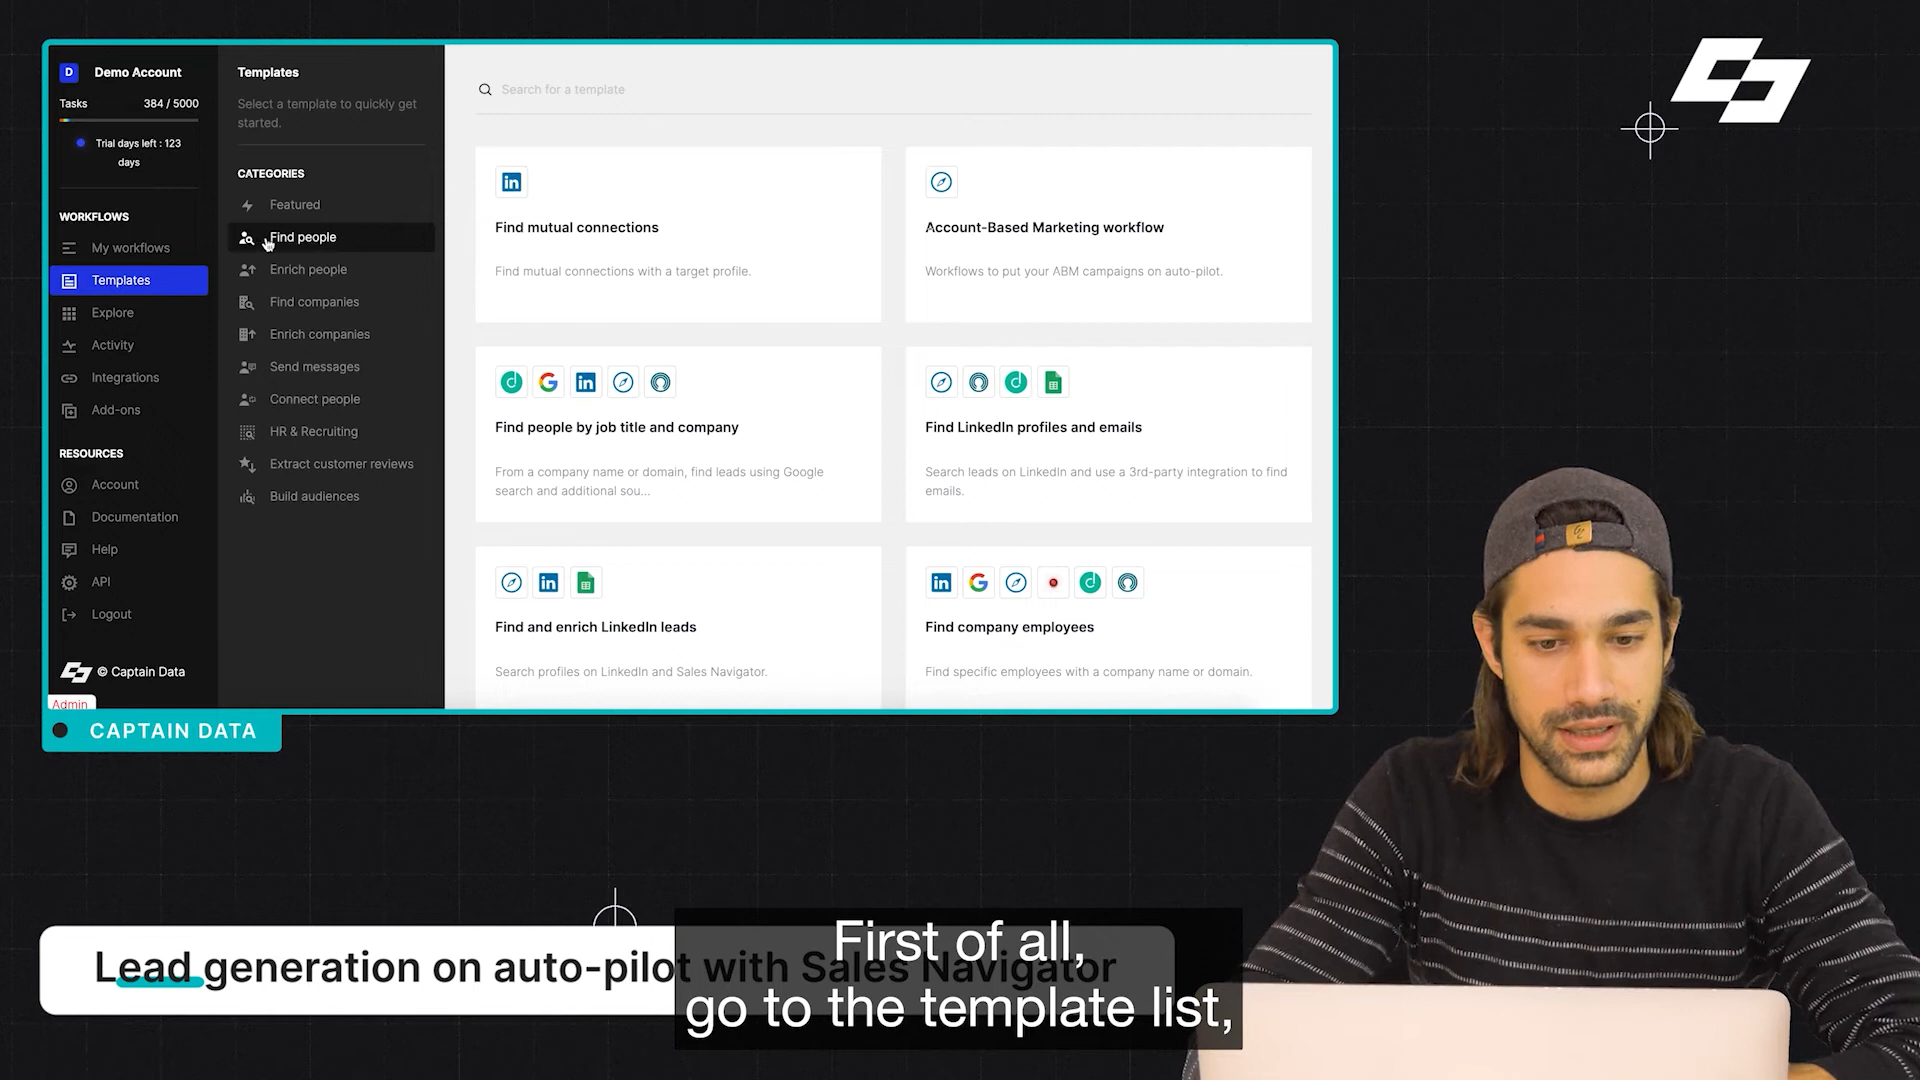 D Demo Account
Tasks 384 / 5000
Trial days left : 123
days
WORKFLOWS
My workflows
Templates
Explore
Activity
Integrations
Add-ons
RESOURCES
Account
Documentation
Help
API
Logout
© Captain Data
Admin
Templates
Select a template to quickly get
started.
CATEGORIES
Featured
Find people
Enrich people
Find companies
Enrich companies
Send messages
Connect people
HR & Recruiting
Extract customer reviews
Build audiences
Search for a template
Find mutual connections
Find mutual connections with a target profile.
Account-Based Marketing workflow
Workflows to put your ABM campaigns on auto-pilot.
Find people by job title and company
From a company name or domain, find leads using Google
search and additional sou...
Find LinkedIn profiles and emails
Search leads on LinkedIn and use a 3rd-party integration to find
emails.
Find and enrich LinkedIn leads
Search profiles on LinkedIn and Sales Navigator.
Find company employees
Find specific employees with a company name or domain.
CAPTAIN DATA
Lead generation on auto-pilot with Sales Navigator
First of all,
go to the template list,